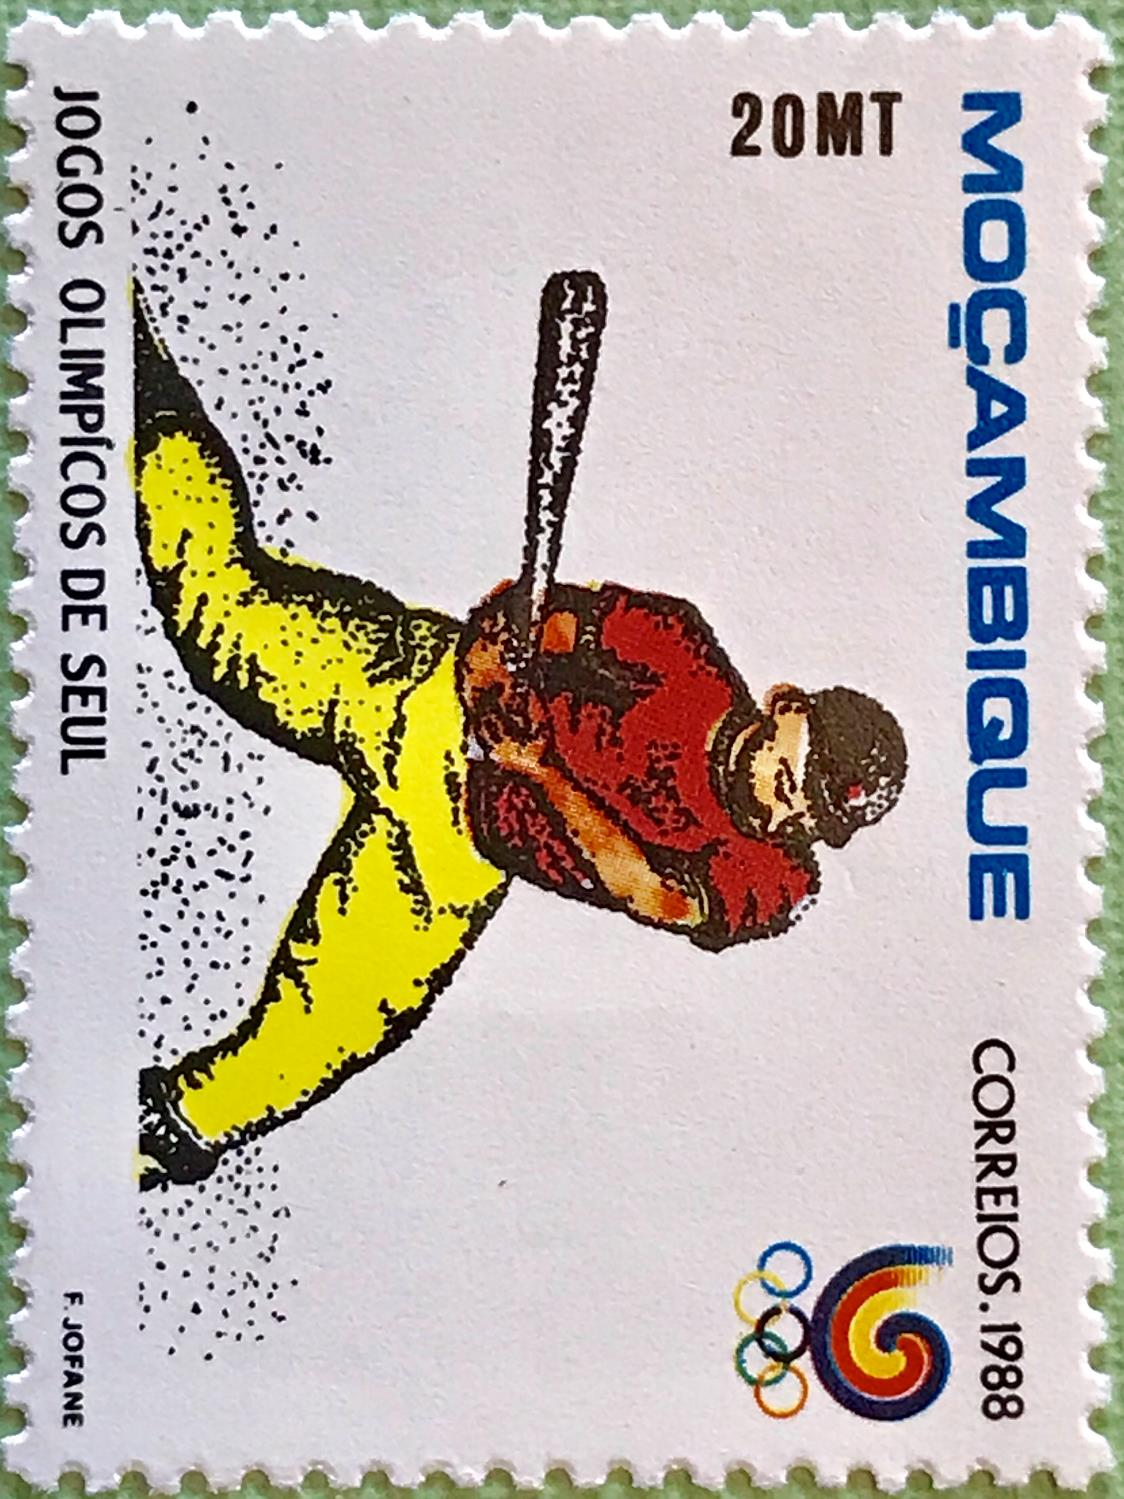 MOÇAMBIQUE CORREIOS.1988
20MT
JOGOS OLIMPÍCOS DE SEUL
F. JOFANE